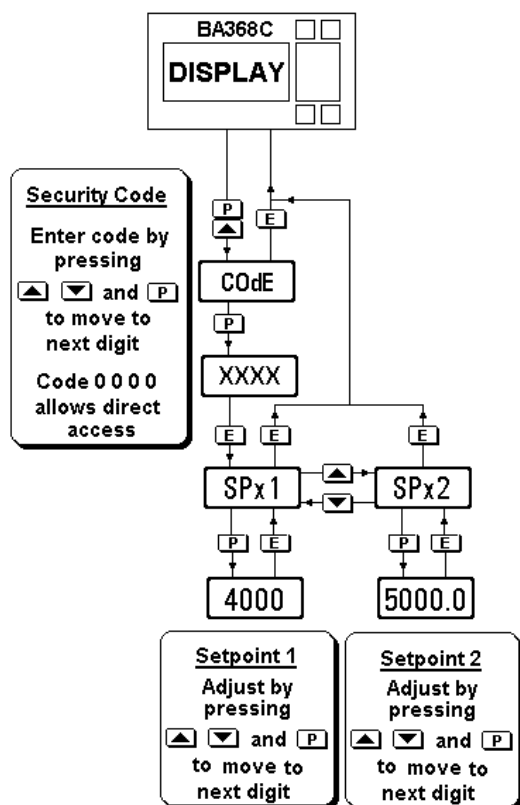 BA368C
DISPLAY
Security Code
Enter code by
pressing
▲ ▼ and P
to move to
next digit
Code 0 0 0 0
allows direct
access
P
E
▲
COdE
P
XXXX
E
E
E
SPx1
▲
▼
SPx2
P
E
P
E
4000
5000.0
Setpoint 1
Adjust by
pressing
▲ ▼ and P
to move to
next digit
Setpoint 2
Adjust by
pressing
▲ ▼ and P
to move to
next digit